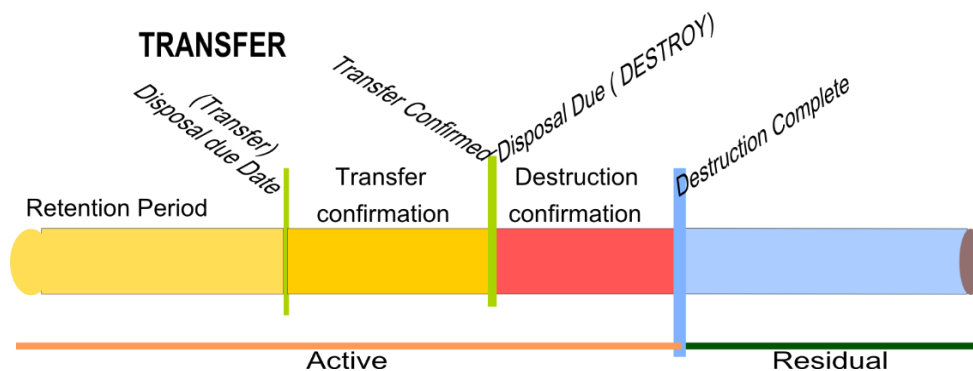 TRANSFER
(Transfer)
Disposal due Date
Transfer Confirmed
Disposal Due ( DESTROY)
Destruction Complete
Retention Period
Transfer
confirmation
Destruction
confirmation
Active
Residual